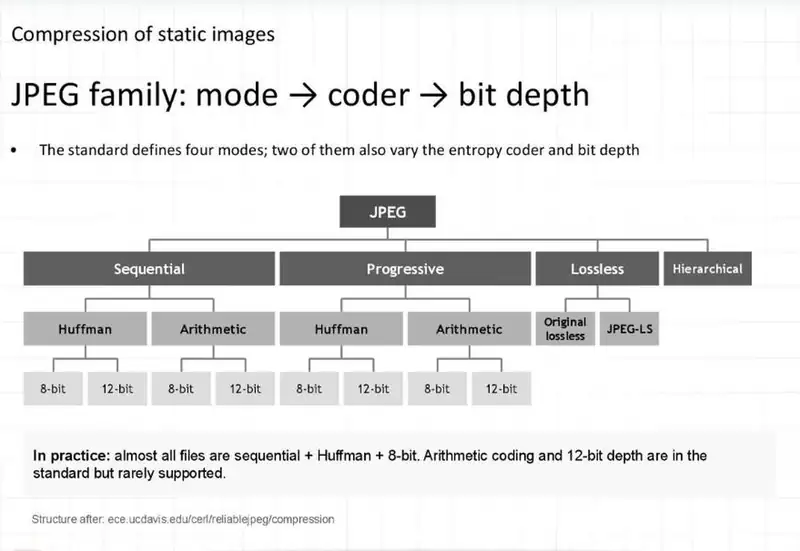 Compression of static images
JPEG family: mode → coder → bit depth
• The standard defines four modes; two of them also vary the entropy coder and bit depth
JPEG
Sequential
Progressive
Lossless
Hierarchical
Huffman
Arithmetic
Huffman
Arithmetic
Original
lossless
JPEG-LS
8-bit
12-bit
8-bit
12-bit
8-bit
12-bit
8-bit
12-bit
In practice: almost all files are sequential + Huffman + 8-bit. Arithmetic coding and 12-bit depth are in the
standard but rarely supported.
Structure after: ece.ucdavis.edu/cerl/reliablejpeg/compression